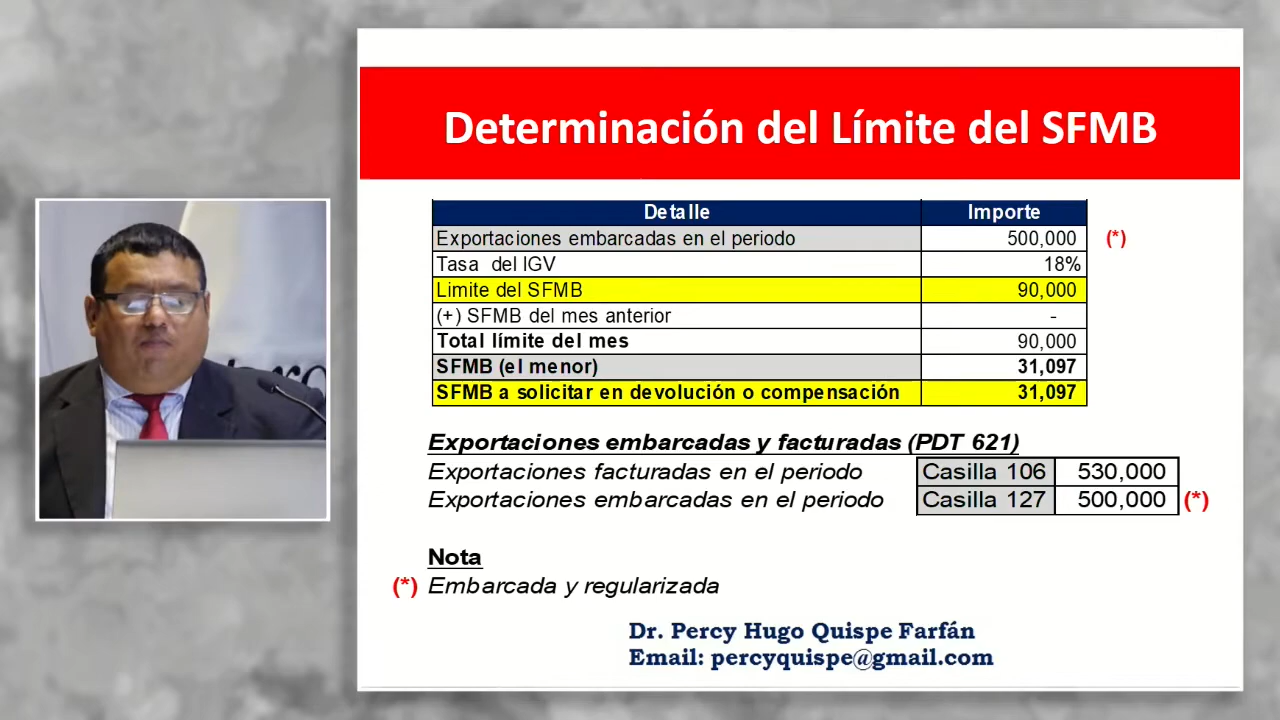 Determinación del Límite del SFMB
Detalle Importe
Exportaciones embarcadas en el periodo 500,000 (*)
Tasa del IGV 18%
Limite del SFMB 90,000
(+) SFMB del mes anterior -
Total límite del mes 90,000
SFMB (el menor) 31,097
SFMB a solicitar en devolución o compensación 31,097
Exportaciones embarcadas y facturadas (PDT 621)
Exportaciones facturadas en el periodo Casilla 106 530,000
Exportaciones embarcadas en el periodo Casilla 127 500,000 (*)
Nota
(*) Embarcada y regularizada
Dr. Percy Hugo Quispe Farfán
Email: percyquispe@gmail.com